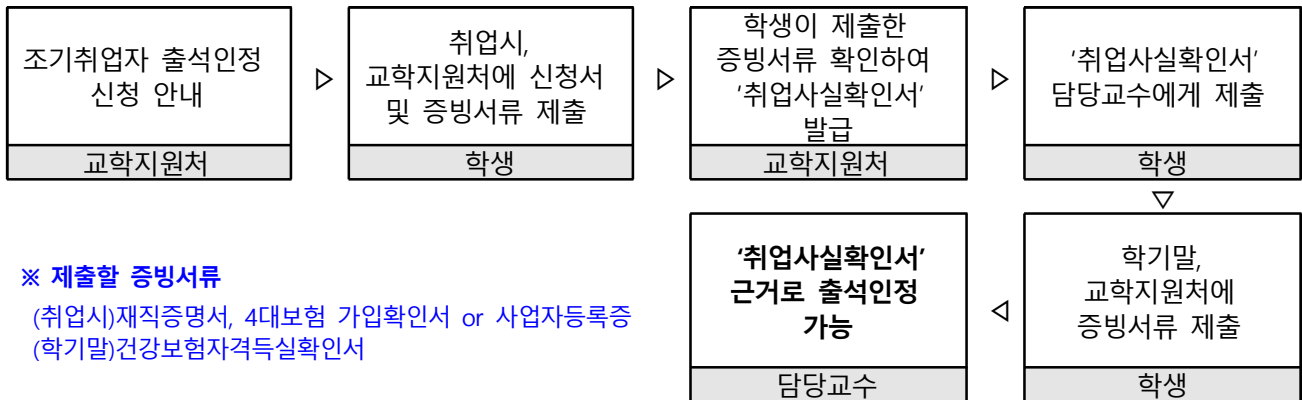 조기취업자 출석인정
신청 안내
교학지원처
▷
취업시,
교학지원처에 신청서
및 증빙서류 제출
학생
▷
학생이 제출한
증빙서류 확인하여
'취업사실확인서'
발급
교학지원처
▷
'취업사실확인서'
담당교수에게 제출
학생
▽
학기말,
교학지원처에
증빙서류 제출
학생
◁
'취업사실확인서'
근거로 출석인정
가능
담당교수
※ 제출할 증빙서류
(취업시)재직증명서, 4대보험 가입확인서 or 사업자등록증
(학기말)건강보험자격득실확인서